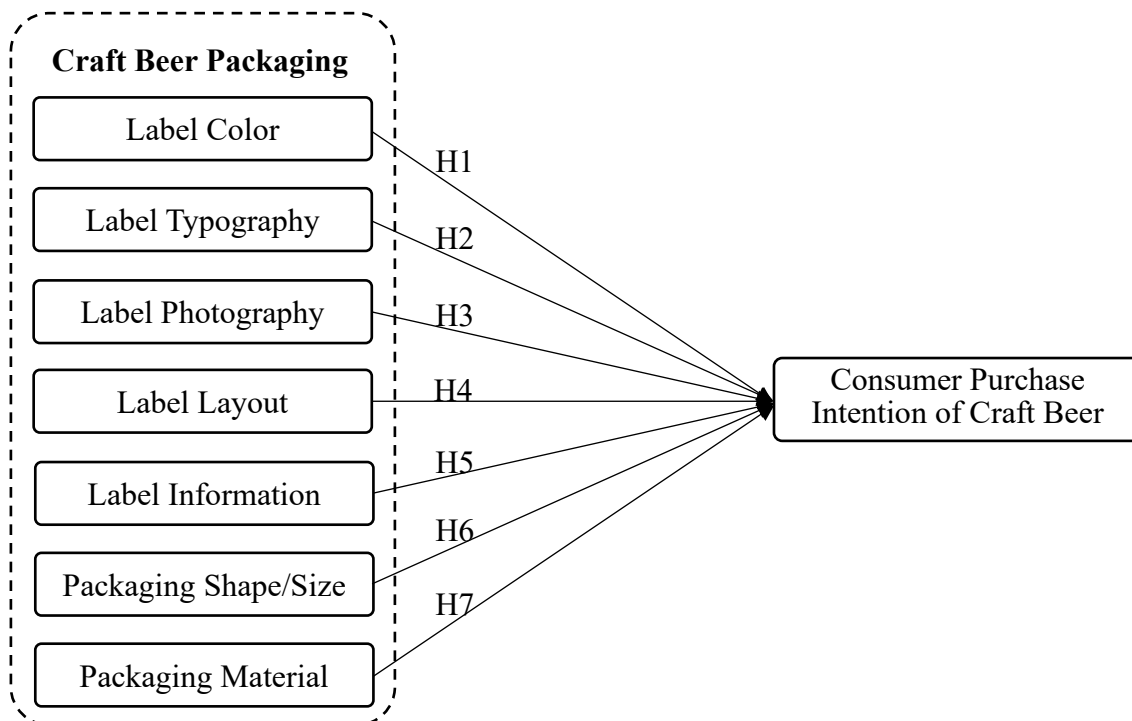 Craft Beer Packaging
Label Color
Label Typography
Label Photography
Label Layout
Label Information
Packaging Shape/Size
Packaging Material
H1
H2
H3
H4
H5
H6
H7
Consumer Purchase
Intention of Craft Beer